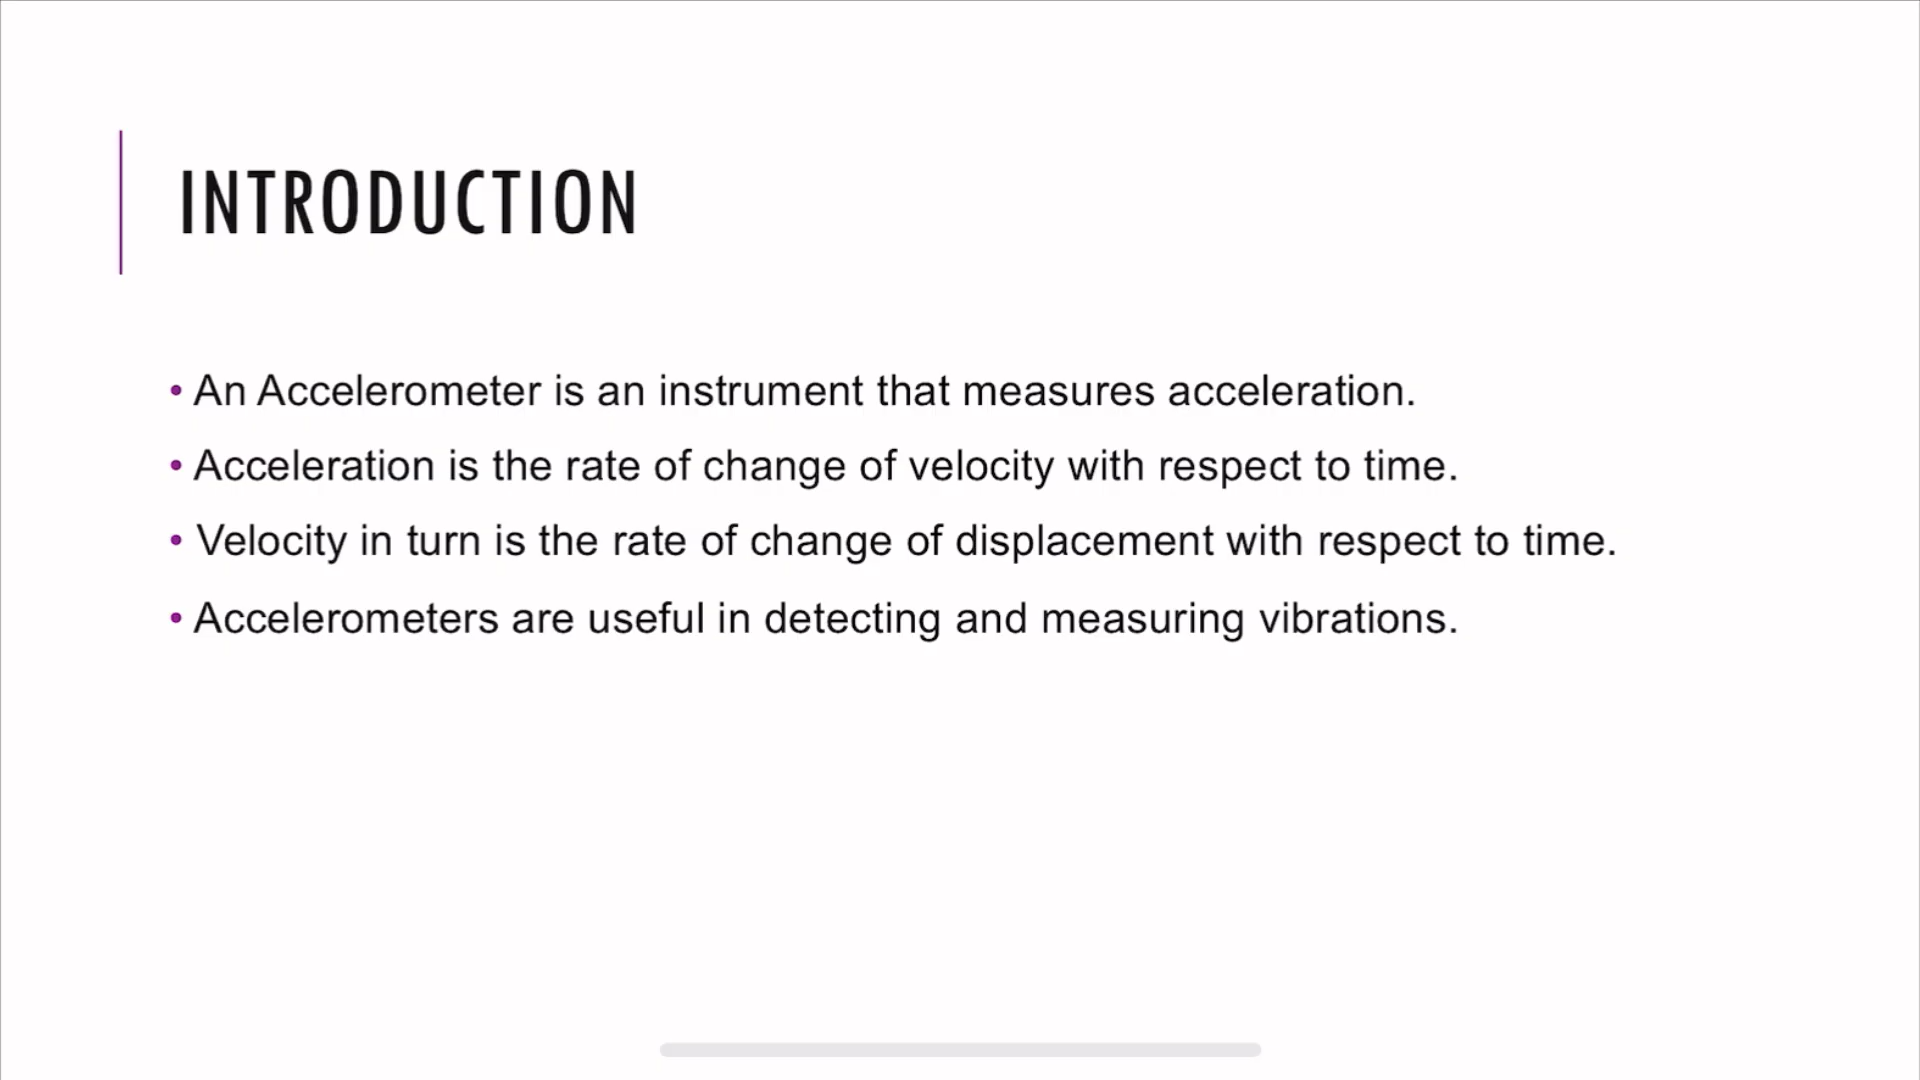 INTRODUCTION
• An Accelerometer is an instrument that measures acceleration.
• Acceleration is the rate of change of velocity with respect to time.
• Velocity in turn is the rate of change of displacement with respect to time.
• Accelerometers are useful in detecting and measuring vibrations.